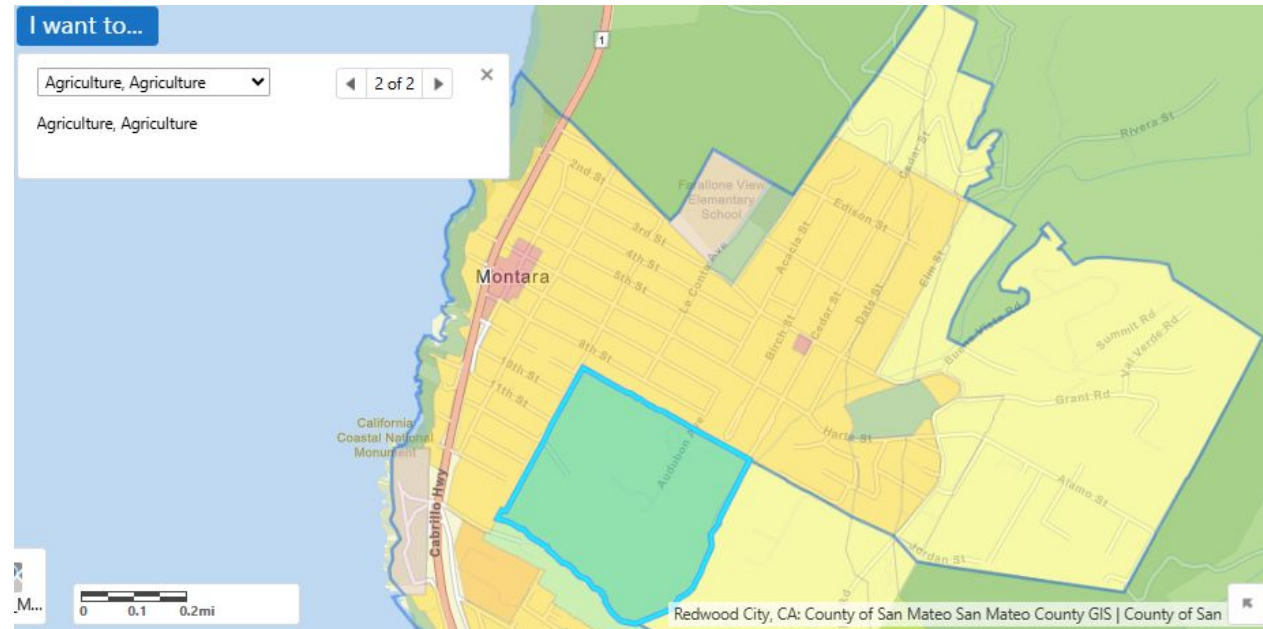 I want to...
Agriculture, Agriculture
2 of 2
Agriculture, Agriculture
1
2nd St
3rd St
4th St
5th St
8th St
10th St
11th St
Farallone View
Elementary
School
Le Conte Ave
Acacia St
Edison St
Cedar St
Rivera St
Montara
Birch St
Cedar St
Date St
Elm St
Buena Vista Rd
Summit Rd
Val Verde Rd
Grant Rd
Harte St
Alamo St
Jordan St
Audubon Ave
California
Coastal National
Monument
Cabrillo Hwy
Rd
_M...
0 0.1 0.2mi
Redwood City, CA: County of San Mateo San Mateo County GIS | County of San